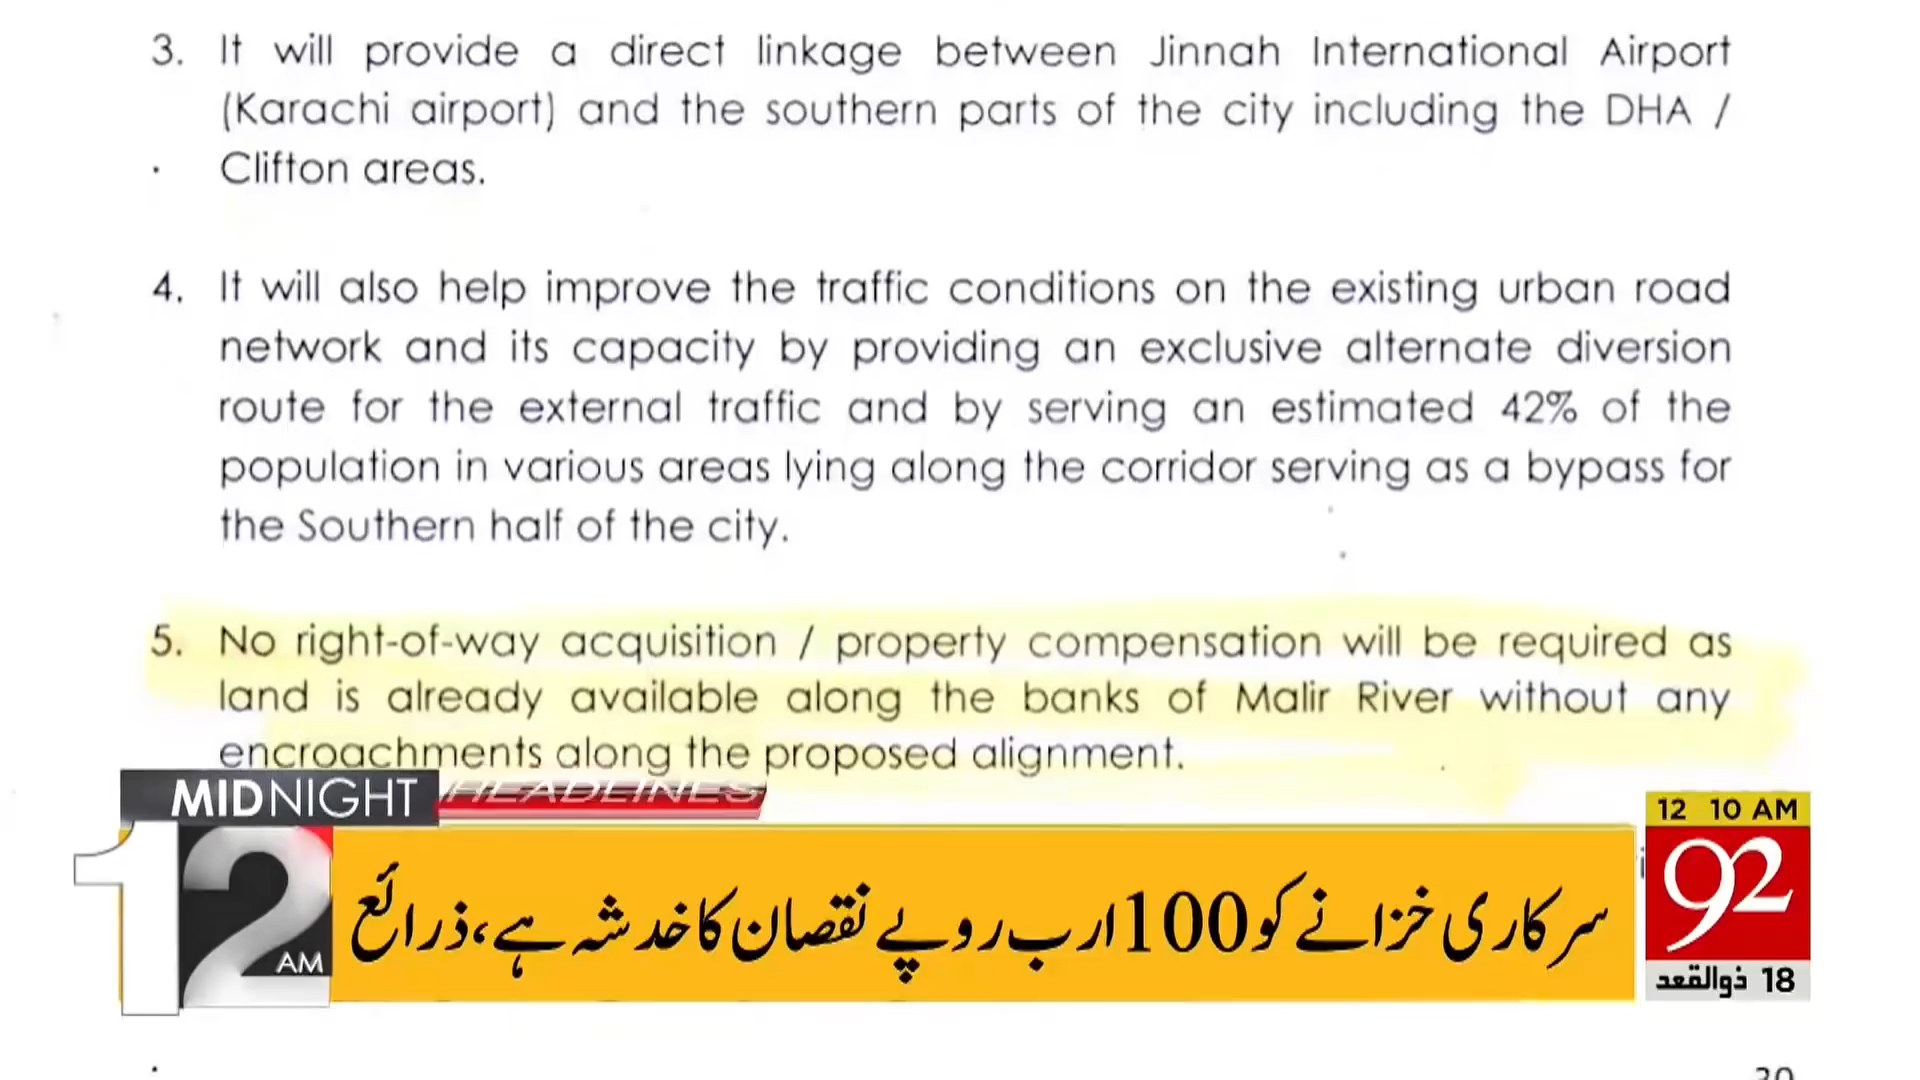 3. It will provide a direct linkage between Jinnah International Airport
(Karachi airport) and the southern parts of the city including the DHA /
Clifton areas.
4. It will also help improve the traffic conditions on the existing urban road
network and its capacity by providing an exclusive alternate diversion
route for the external traffic and by serving an estimated 42% of the
population in various areas lying along the corridor serving as a bypass for
the Southern half of the city.
5. No right-of-way acquisition / property compensation will be required as
land is already available along the banks of Malir River without any
encroachments along the proposed alignment.
MIDNIGHT HEADLINES
12 AM
سرکاری خزانے کو 100 ارب روپے نقصان کا خدشہ ہے، ذرائع
12 10 AM
92
18 ذوالقعد